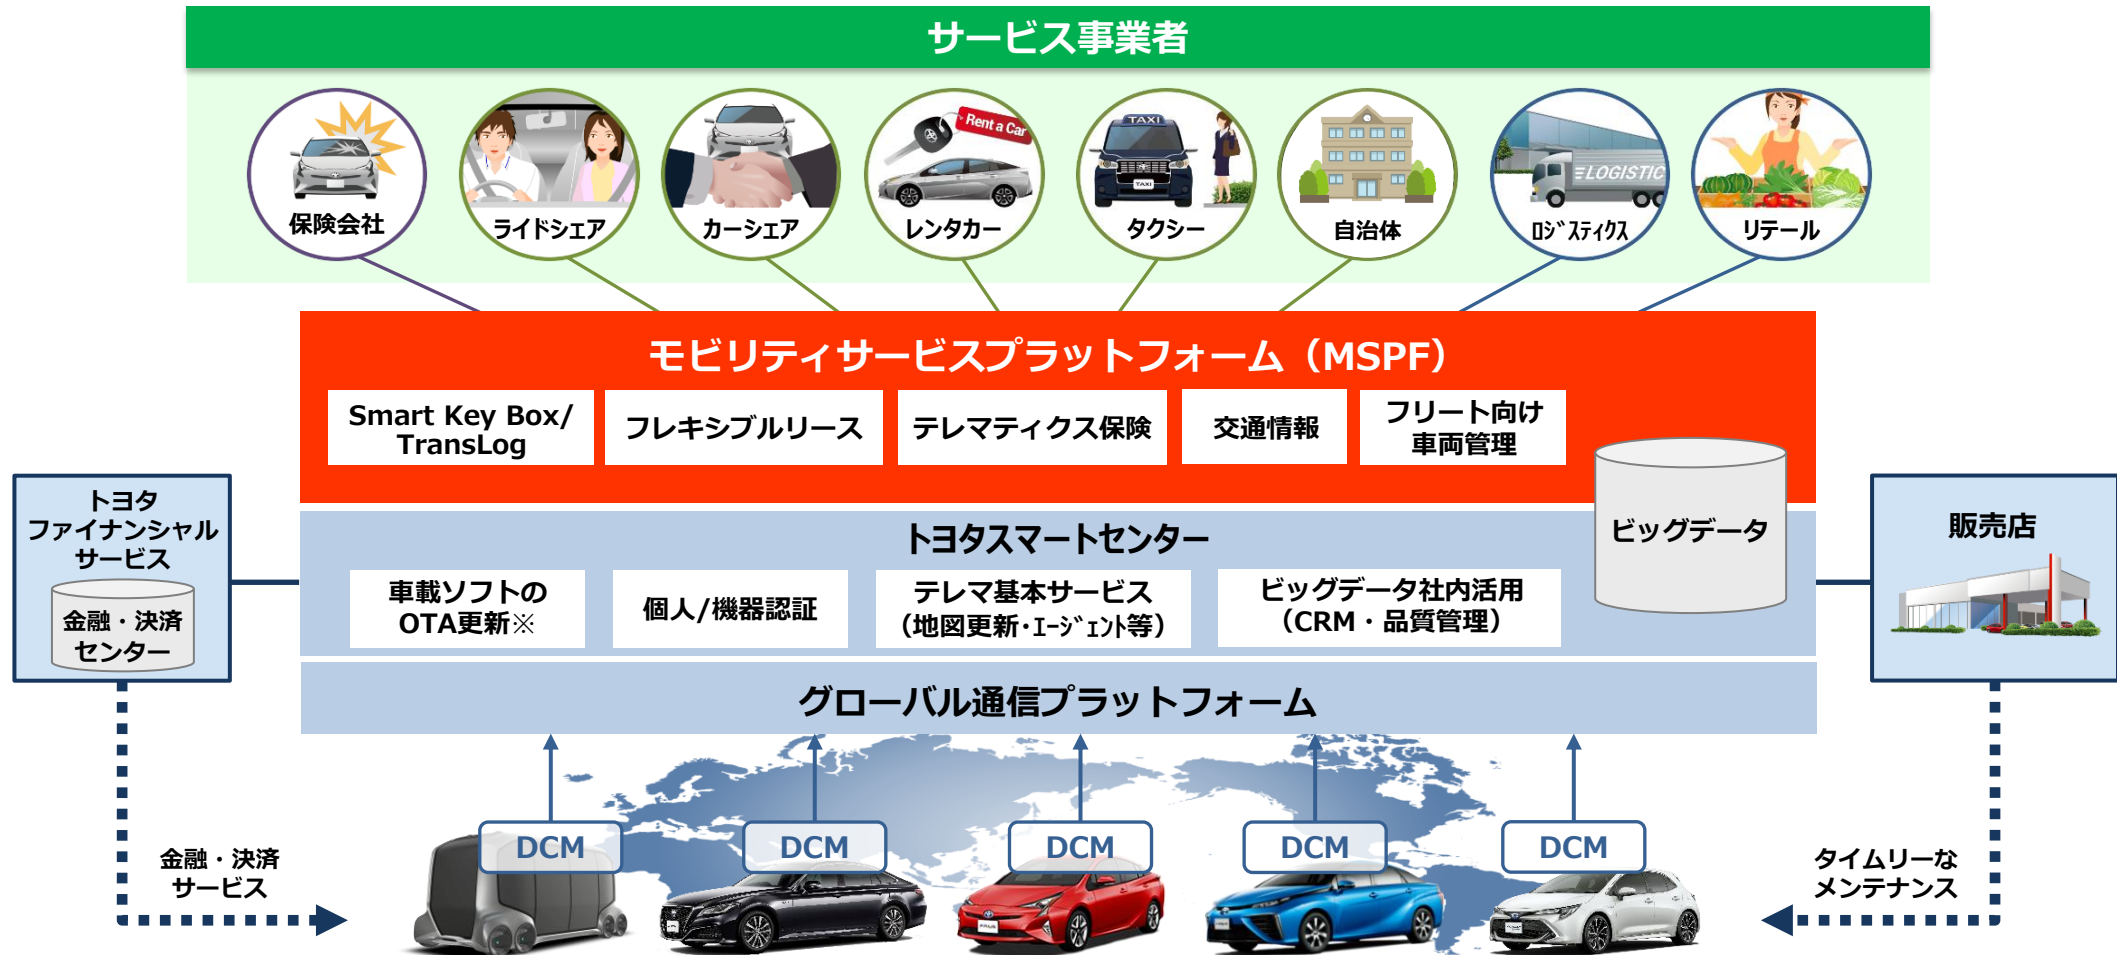 サービス事業者
Rent a Car
TAXI
TAXI
LOGISTIC
保険会社
ライドシェア
カーシェア
レンタカー
タクシー
自治体
ﾛｼﾞｽﾃｨｸｽ
リテール
モビリティサービスプラットフォーム（MSPF）
Smart Key Box/
TransLog
フレキシブルリース
テレマティクス保険
交通情報
フリート向け
車両管理
ビッグデータ
トヨタ
ファイナンシャル
サービス
金融・決済
センター
トヨタスマートセンター
車載ソフトの
OTA更新※
個人/機器認証
テレマ基本サービス
（地図更新･ｴｰｼﾞｪﾝﾄ等）
ビッグデータ社内活用
（CRM・品質管理）
販売店
グローバル通信プラットフォーム
DCM
DCM
DCM
DCM
DCM
金融・決済
サービス
タイムリーな
メンテナンス